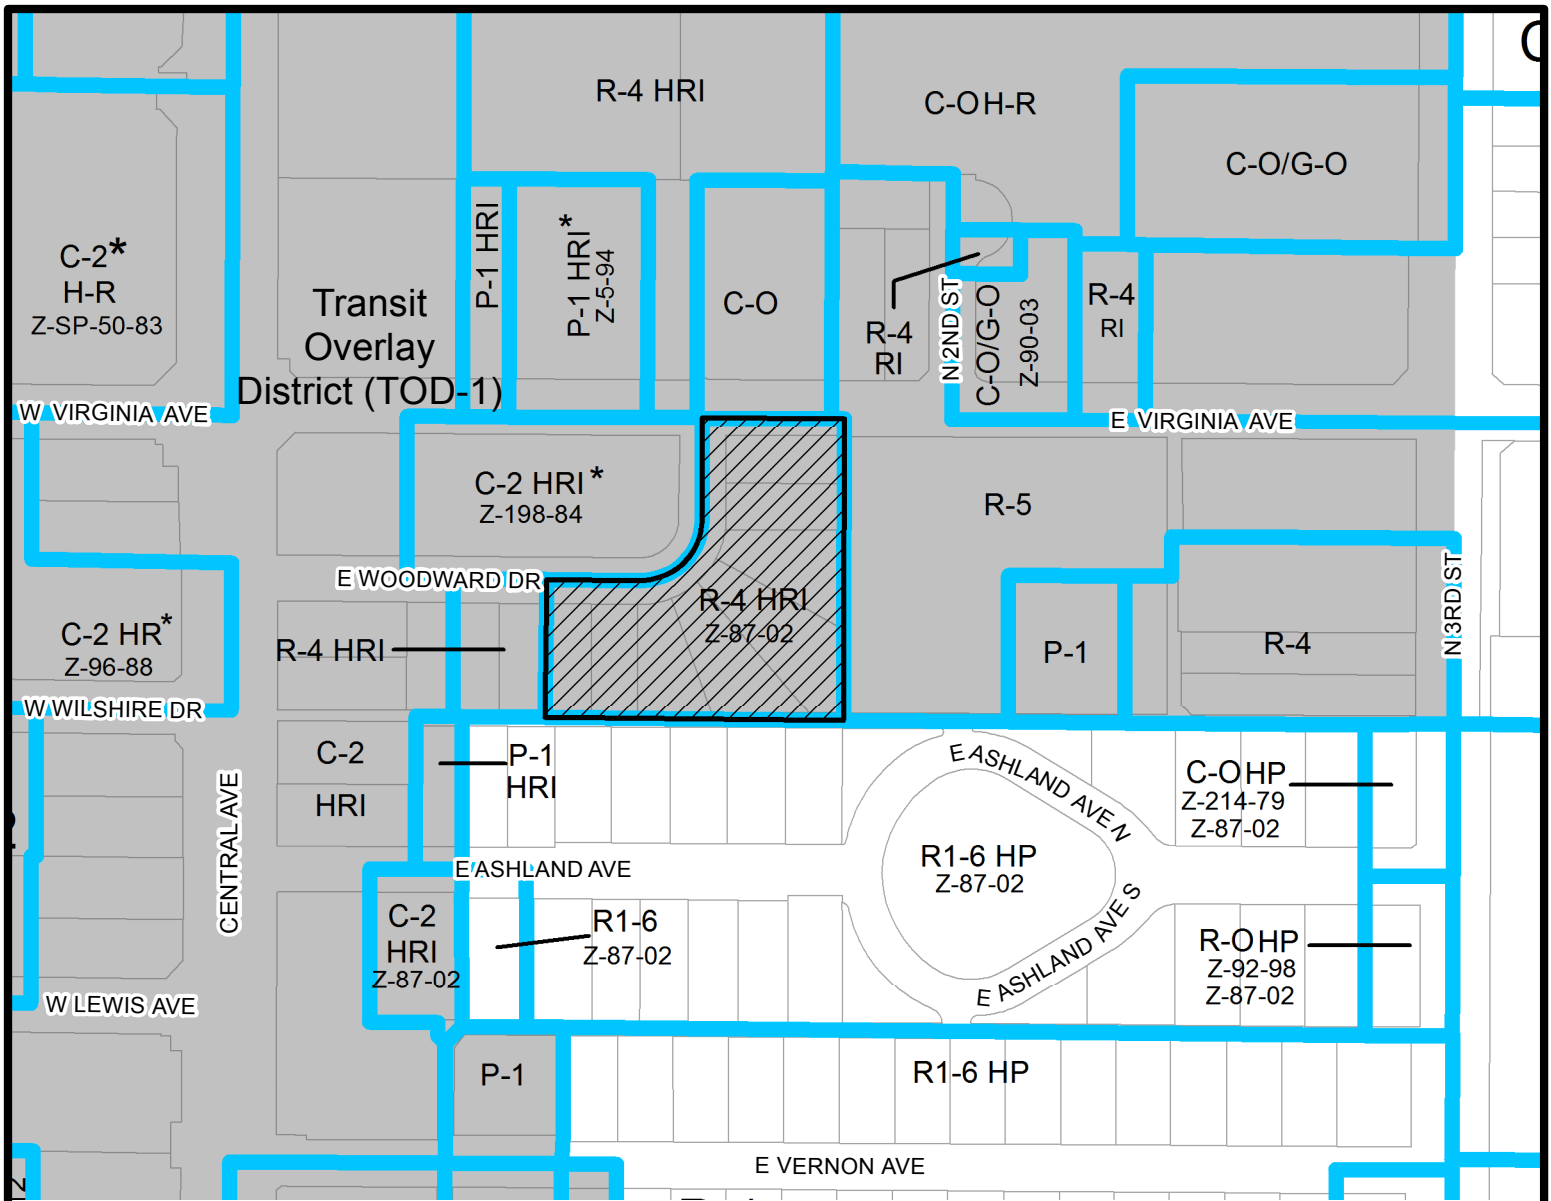 C
R-4 HRI
C-OH-R
C-O/G-O
C-2*
H-R
Z-SP-50-83
P-1 HRI
P-1 HRI*
Z-5-94
Transit
Overlay
District (TOD-1)
C-O
R-4
RI
N 2ND ST
C-O/G-O
Z-90-03
R-4
RI
W VIRGINIA AVE
E VIRGINIA AVE
C-2 HRI*
Z-198-84
R-5
E WOODWARD DR
R-4 HRI
Z-87-02
N 3RD ST
C-2 HR*
Z-96-88
R-4 HRI
P-1
R-4
W WILSHIRE DR
C-2
HRI
P-1
HRI
E ASHLAND AVE N
C-OHP
Z-214-79
Z-87-02
CENTRAL AVE
E ASHLAND AVE
R1-6 HP
Z-87-02
C-2
HRI
Z-87-02
R1-6
Z-87-02
E ASHLAND AVE S
R-OHP
Z-92-98
Z-87-02
W LEWIS AVE
P-1
R1-6 HP
E VERNON AVE